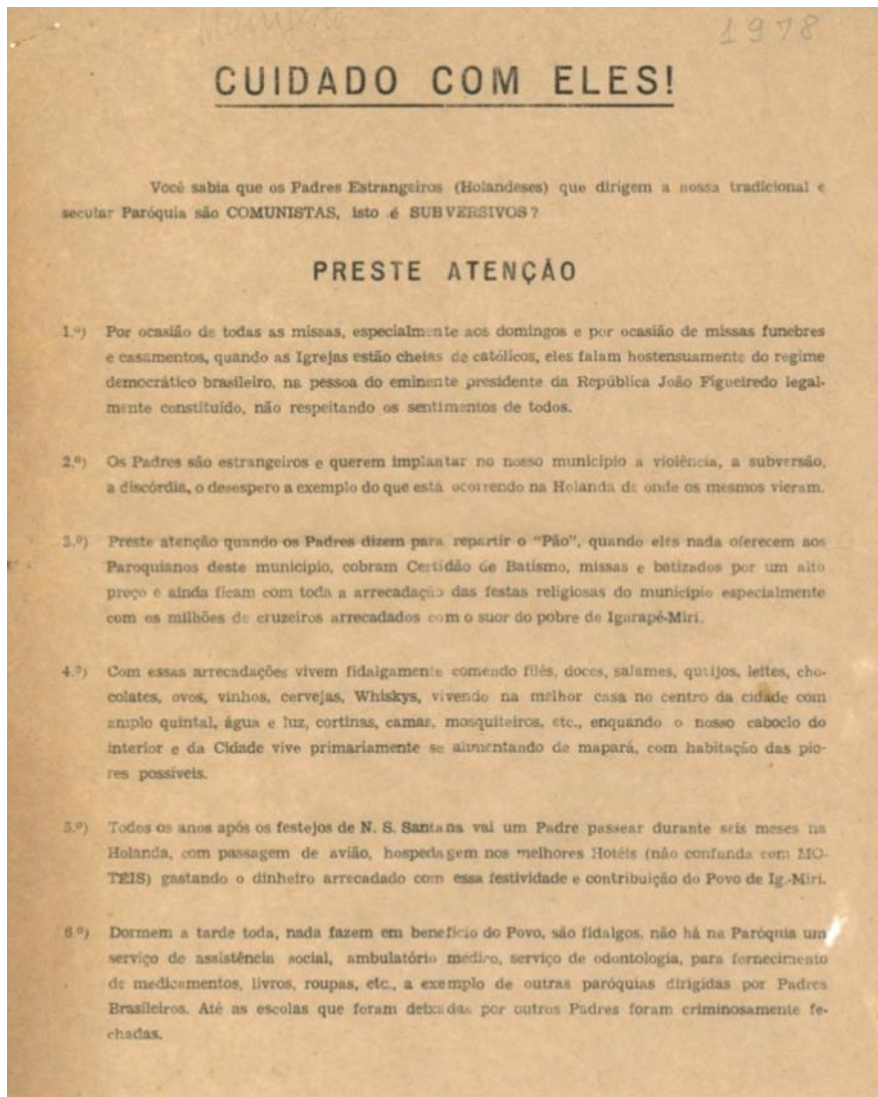 Manifesto
1978
CUIDADO COM ELES!
Você sabia que os Padres Estrangeiros (Holandeses) que dirigem a nossa tradicional e
secular Paróquia são COMUNISTAS, isto é SUBVERSIVOS?
PRESTE ATENÇÃO
1.º) Por ocasião de todas as missas, especialmente aos domingos e por ocasião de missas funebres
e casamentos, quando as Igrejas estão cheias de católicos, eles falam hostensuamente do regime
democrático brasileiro, na pessoa do eminente presidente da República João Figueiredo legal-
mente constituído, não respeitando os sentimentos de todos.
2.º) Os Padres são estrangeiros e querem implantar no nosso município a violência, a subversão,
a discórdia, o desespero a exemplo do que está ocorrendo na Holanda de onde os mesmos vieram.
3.º) Preste atenção quando os Padres dizem para repartir o "Pão", quando eles nada oferecem aos
Paroquianos deste município, cobram Certidão de Batismo, missas e batizados por um alto
preço e ainda ficam com toda a arrecadação das festas religiosas do município especialmente
com os milhões de cruzeiros arrecadados com o suor do pobre de Igarapé-Miri.
4.º) Com essas arrecadações vivem fidalgamente comendo filés, doces, salames, queijos, leites, cho-
colates, ovos, vinhos, cervejas, Whiskys, vivendo na melhor casa no centro da cidade com
amplo quintal, água e luz, cortinas, camas, mosquiteiros, etc., enquando o nosso caboclo do
interior e da Cidade vive primariamente se alimentando de mapará, com habitação das pio-
res possíveis.
5.º) Todos os anos após os festejos de N. S. Santana vai um Padre passear durante seis meses na
Holanda, com passagem de avião, hospedagem nos melhores Hotéis (não confunda com MO-
TEIS) gastando o dinheiro arrecadado com essa festividade e contribuição do Povo de Ig.-Miri.
6.º) Dormem a tarde toda, nada fazem em benefício do Povo, são fidalgos, não há na Paróquia um
serviço de assistência social, ambulatório médico, serviço de odontologia, para fornecimento
de medicamentos, livros, roupas, etc., a exemplo de outras paróquias dirigidas por Padres
Brasileiros. Até as escolas que foram deixadas por outros Padres foram criminosamente fe-
chadas.